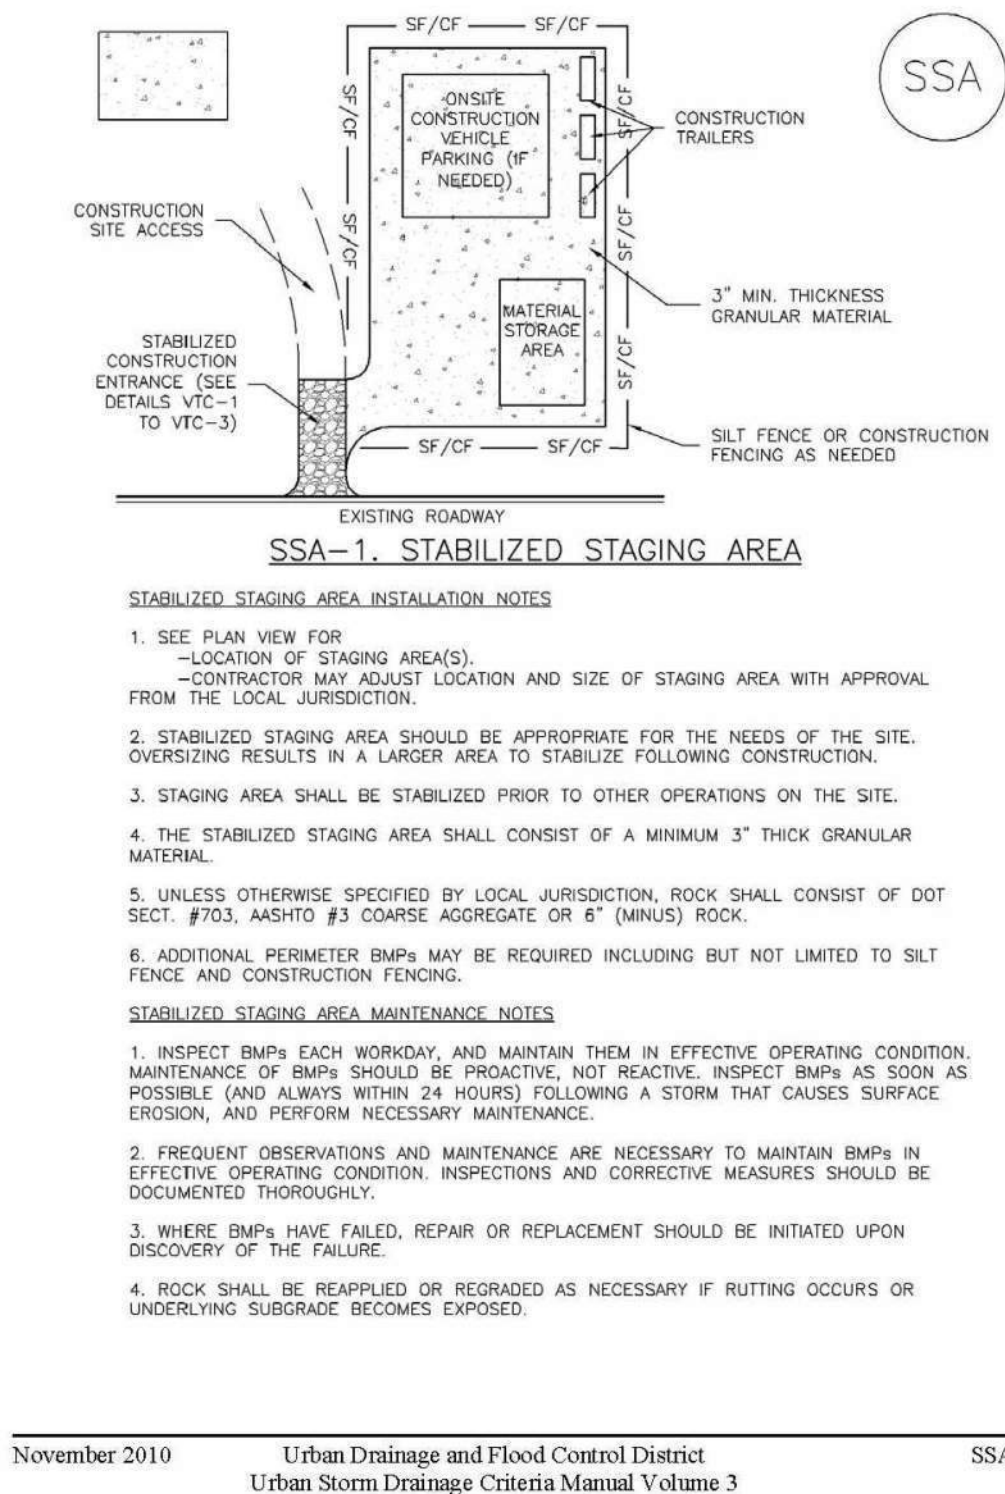 SF/CF
SF/CF
SSA
SF/CF
SF/CF
ONSITE
CONSTRUCTION
VEHICLE
PARKING (IF
NEEDED)
CONSTRUCTION
TRAILERS
CONSTRUCTION
SITE ACCESS
SF/CF
SF/CF
3" MIN. THICKNESS
GRANULAR MATERIAL
MATERIAL
STORAGE
AREA
STABILIZED
CONSTRUCTION
ENTRANCE (SEE
DETAILS VTC-1
TO VTC-3)
SF/CF
SF/CF
SF/CF
SILT FENCE OR CONSTRUCTION
FENCING AS NEEDED
EXISTING ROADWAY
SSA-1. STABILIZED STAGING AREA
STABILIZED STAGING AREA INSTALLATION NOTES
1. SEE PLAN VIEW FOR
-LOCATION OF STAGING AREA(S).
-CONTRACTOR MAY ADJUST LOCATION AND SIZE OF STAGING AREA WITH APPROVAL
FROM THE LOCAL JURISDICTION.
2. STABILIZED STAGING AREA SHOULD BE APPROPRIATE FOR THE NEEDS OF THE SITE.
OVERSIZING RESULTS IN A LARGER AREA TO STABILIZE FOLLOWING CONSTRUCTION.
3. STAGING AREA SHALL BE STABILIZED PRIOR TO OTHER OPERATIONS ON THE SITE.
4. THE STABILIZED STAGING AREA SHALL CONSIST OF A MINIMUM 3" THICK GRANULAR
MATERIAL.
5. UNLESS OTHERWISE SPECIFIED BY LOCAL JURISDICTION, ROCK SHALL CONSIST OF DOT
SECT. #703, AASHTO #3 COARSE AGGREGATE OR 6" (MINUS) ROCK.
6. ADDITIONAL PERIMETER BMPs MAY BE REQUIRED INCLUDING BUT NOT LIMITED TO SILT
FENCE AND CONSTRUCTION FENCING.
STABILIZED STAGING AREA MAINTENANCE NOTES
1. INSPECT BMPs EACH WORKDAY, AND MAINTAIN THEM IN EFFECTIVE OPERATING CONDITION.
MAINTENANCE OF BMPs SHOULD BE PROACTIVE, NOT REACTIVE. INSPECT BMPs AS SOON AS
POSSIBLE (AND ALWAYS WITHIN 24 HOURS) FOLLOWING A STORM THAT CAUSES SURFACE
EROSION, AND PERFORM NECESSARY MAINTENANCE.
2. FREQUENT OBSERVATIONS AND MAINTENANCE ARE NECESSARY TO MAINTAIN BMPs IN
EFFECTIVE OPERATING CONDITION. INSPECTIONS AND CORRECTIVE MEASURES SHOULD BE
DOCUMENTED THOROUGHLY.
3. WHERE BMPs HAVE FAILED, REPAIR OR REPLACEMENT SHOULD BE INITIATED UPON
DISCOVERY OF THE FAILURE.
4. ROCK SHALL BE REAPPLIED OR REGRADED AS NECESSARY IF RUTTING OCCURS OR
UNDERLYING SUBGRADE BECOMES EXPOSED.
November 2010
Urban Drainage and Flood Control District
SSA
Urban Storm Drainage Criteria Manual Volume 3